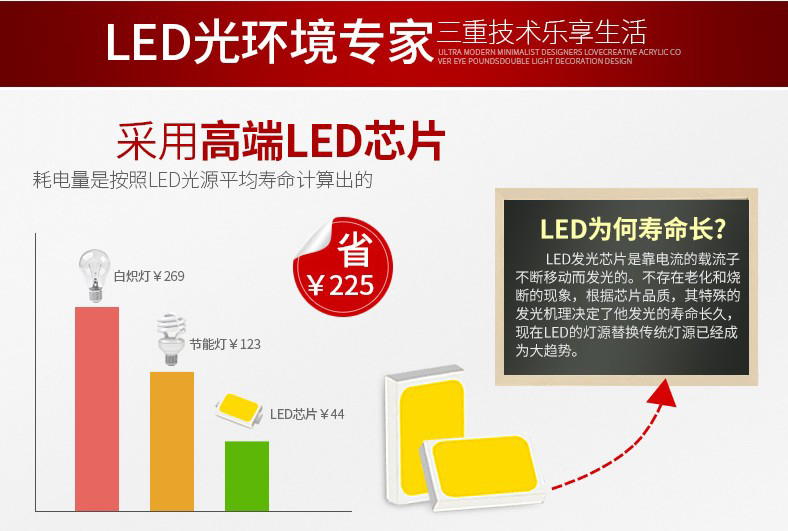 LED光环境专家
三重技术乐享生活
ULTRA MODERN MINIMALIST DESIGNERS LOVECREATIVE ACRYLIC CO
VER EYE POUNDSDOUBLE LIGHT DECORATION DESIGN
采用高端LED芯片
耗电量是按照LED光源平均寿命计算出的
省
￥225
白炽灯￥269
节能灯￥123
LED芯片￥44
LED为何寿命长?
LED发光芯片是靠电流的载流子
不断移动而发光的。不存在老化和烧
断的现象，根据芯片品质，其特殊的
发光机理决定了他发光的寿命长久，
现在LED的灯源替换传统灯源已经成
为大趋势。